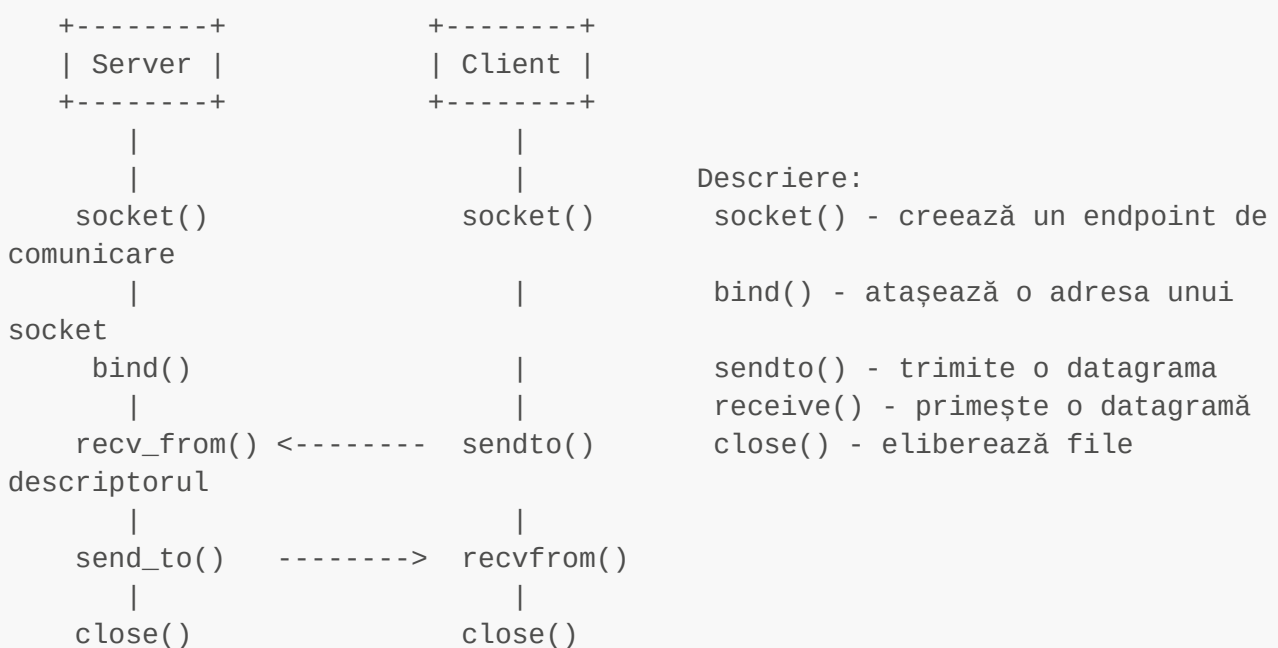 +--------+             +--------+
| Server |             | Client |
+--------+             +--------+
|                      |
|                      |          Descriere:
socket()               socket()       socket() - creează un endpoint de
comunicare
|                      |           bind() - atașează o adresa unui
socket
bind()                   |           sendto() - trimite o datagrama
|                      |           receive() - primește o datagramă
recv_from() <--------  sendto()       close() - eliberează file
descriptorul
|                      |
send_to()   -------->  recvfrom()
|                      |
close()                close()